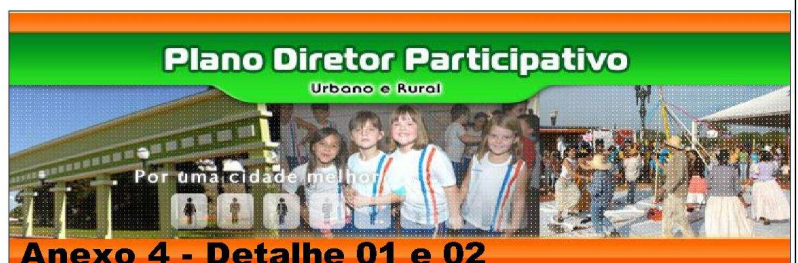 Plano Diretor Participativo
Urbano e Rural
Por uma cidade melhor
Anexo 4 - Detalhe 01 e 02